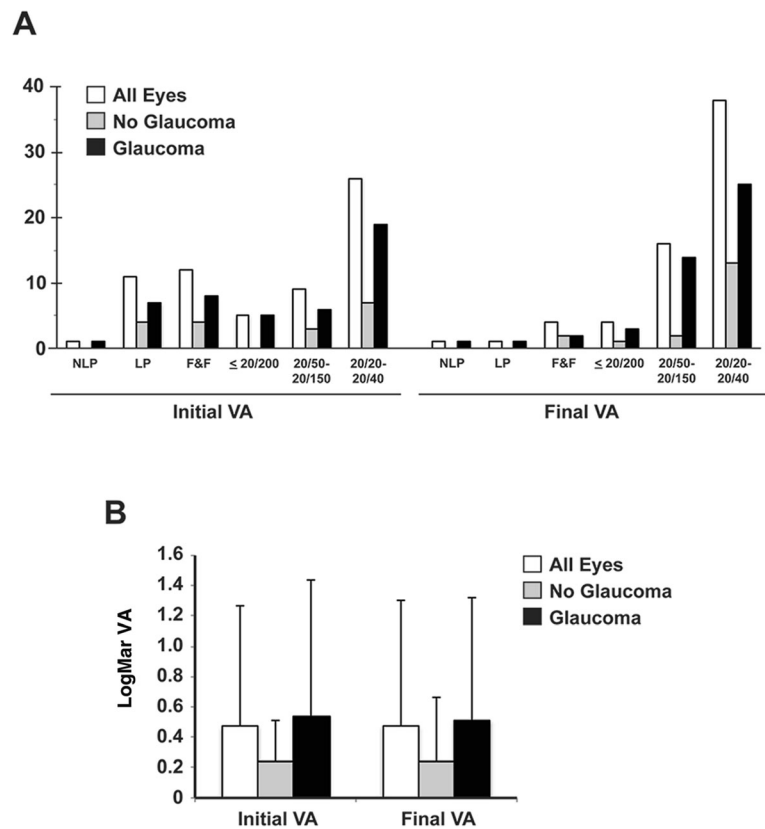 A
40
30
20
10
0
All Eyes
No Glaucoma
Glaucoma
NLP LP F&F ≤ 20/200 20/50- 20/20- NLP LP F&F ≤ 20/200 20/50- 20/20-
20/150 20/40 20/150 20/40
Initial VA Final VA
B
LogMar VA
1.6
1.4
1.2
1.0
0.8
0.6
0.4
0.2
0
All Eyes
No Glaucoma
Glaucoma
Initial VA Final VA